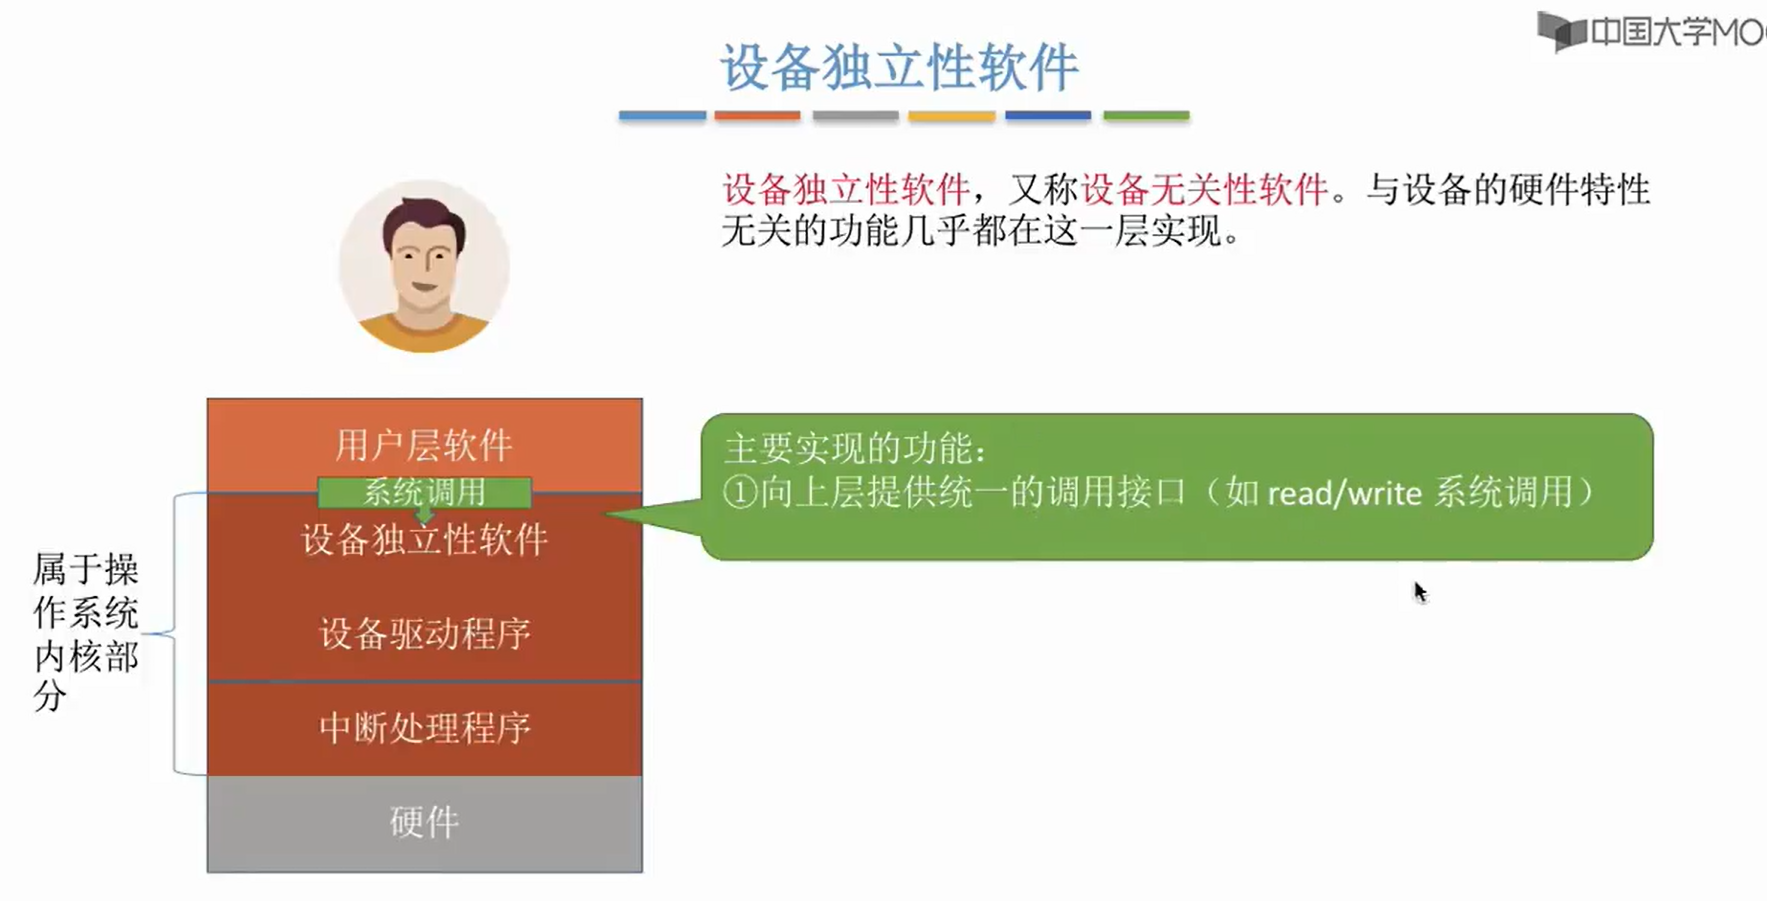 中国大学MOO
设备独立性软件
设备独立性软件，又称设备无关性软件。与设备的硬件特性
无关的功能几乎都在这一层实现。
用户层软件
系统调用
设备独立性软件
设备驱动程序
中断处理程序
硬件
属于操
作系统
内核部
分
主要实现的功能：
①向上层提供统一的调用接口（如 read/write 系统调用）